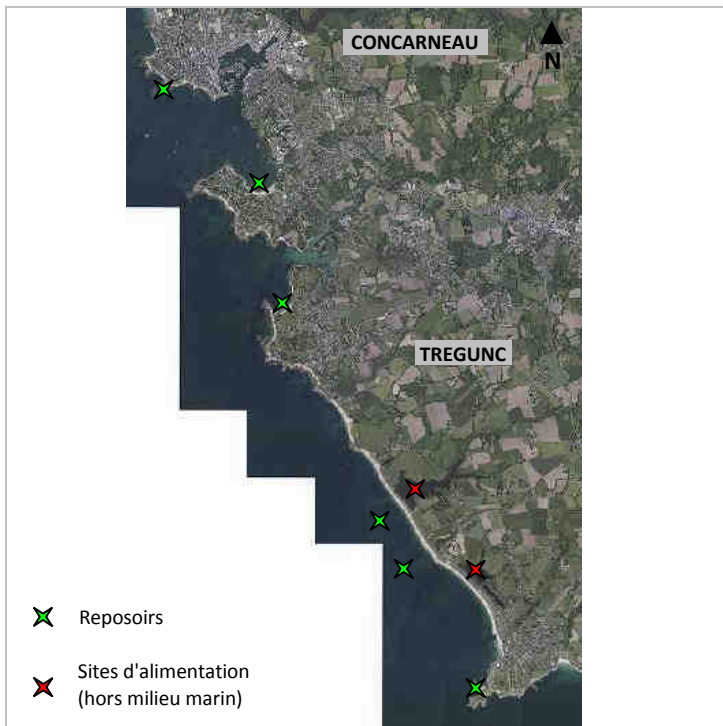 CONCARNEAU
N
TREGUNC
Reposoirs
Sites d'alimentation
(hors milieu marin)